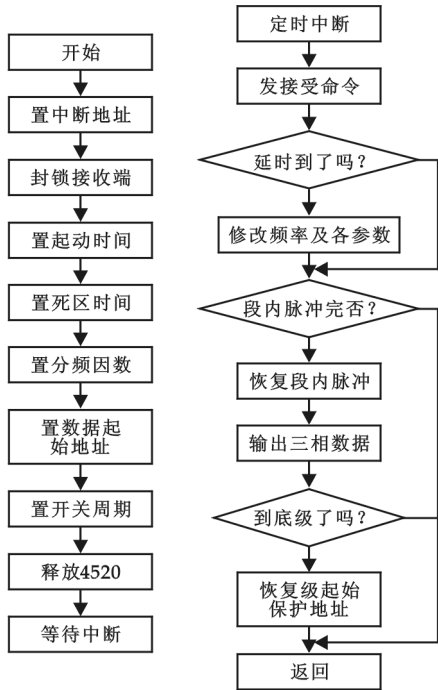 开始
置中断地址
封锁接收端
置起动时间
置死区时间
置分频因数
置数据起
始地址
置开关周期
释放4520
等待中断
定时中断
发接受命令
延时到了吗？
修改频率及各参数
段内脉冲完否？
恢复段内脉冲
输出三相数据
到底级了吗？
恢复级起始
保护地址
返回